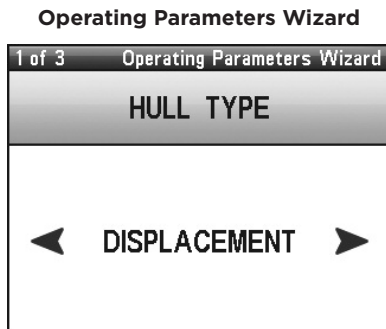 Operating Parameters Wizard
1 of 3 Operating Parameters Wizard
HULL TYPE
DISPLACEMENT